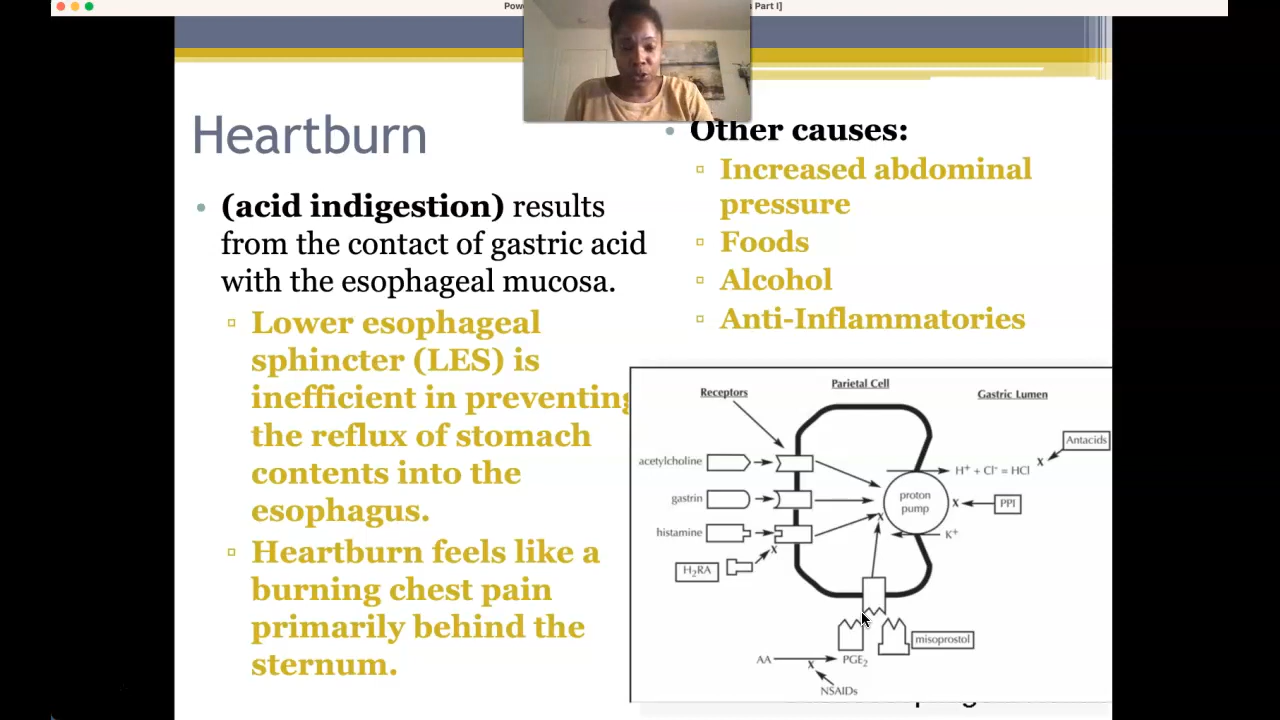 Pow
s Part I]
Heartburn
(acid indigestion) results
from the contact of gastric acid
with the esophageal mucosa.
Lower esophageal
sphincter (LES) is
inefficient in preventing
the reflux of stomach
contents into the
esophagus.
Heartburn feels like a
burning chest pain
primarily behind the
sternum.
Other causes:
Increased abdominal
pressure
Foods
Alcohol
Anti-Inflammatories
Receptors
Parietal Cell
Gastric Lumen
Antacids
acetylcholine
H⁺ + Cl⁻ = HCl
x
gastrin
proton
pump
x
PPI
histamine
x
K⁺
x
H₂RA
misoprostol
AA
x
PGE₂
NSAIDs